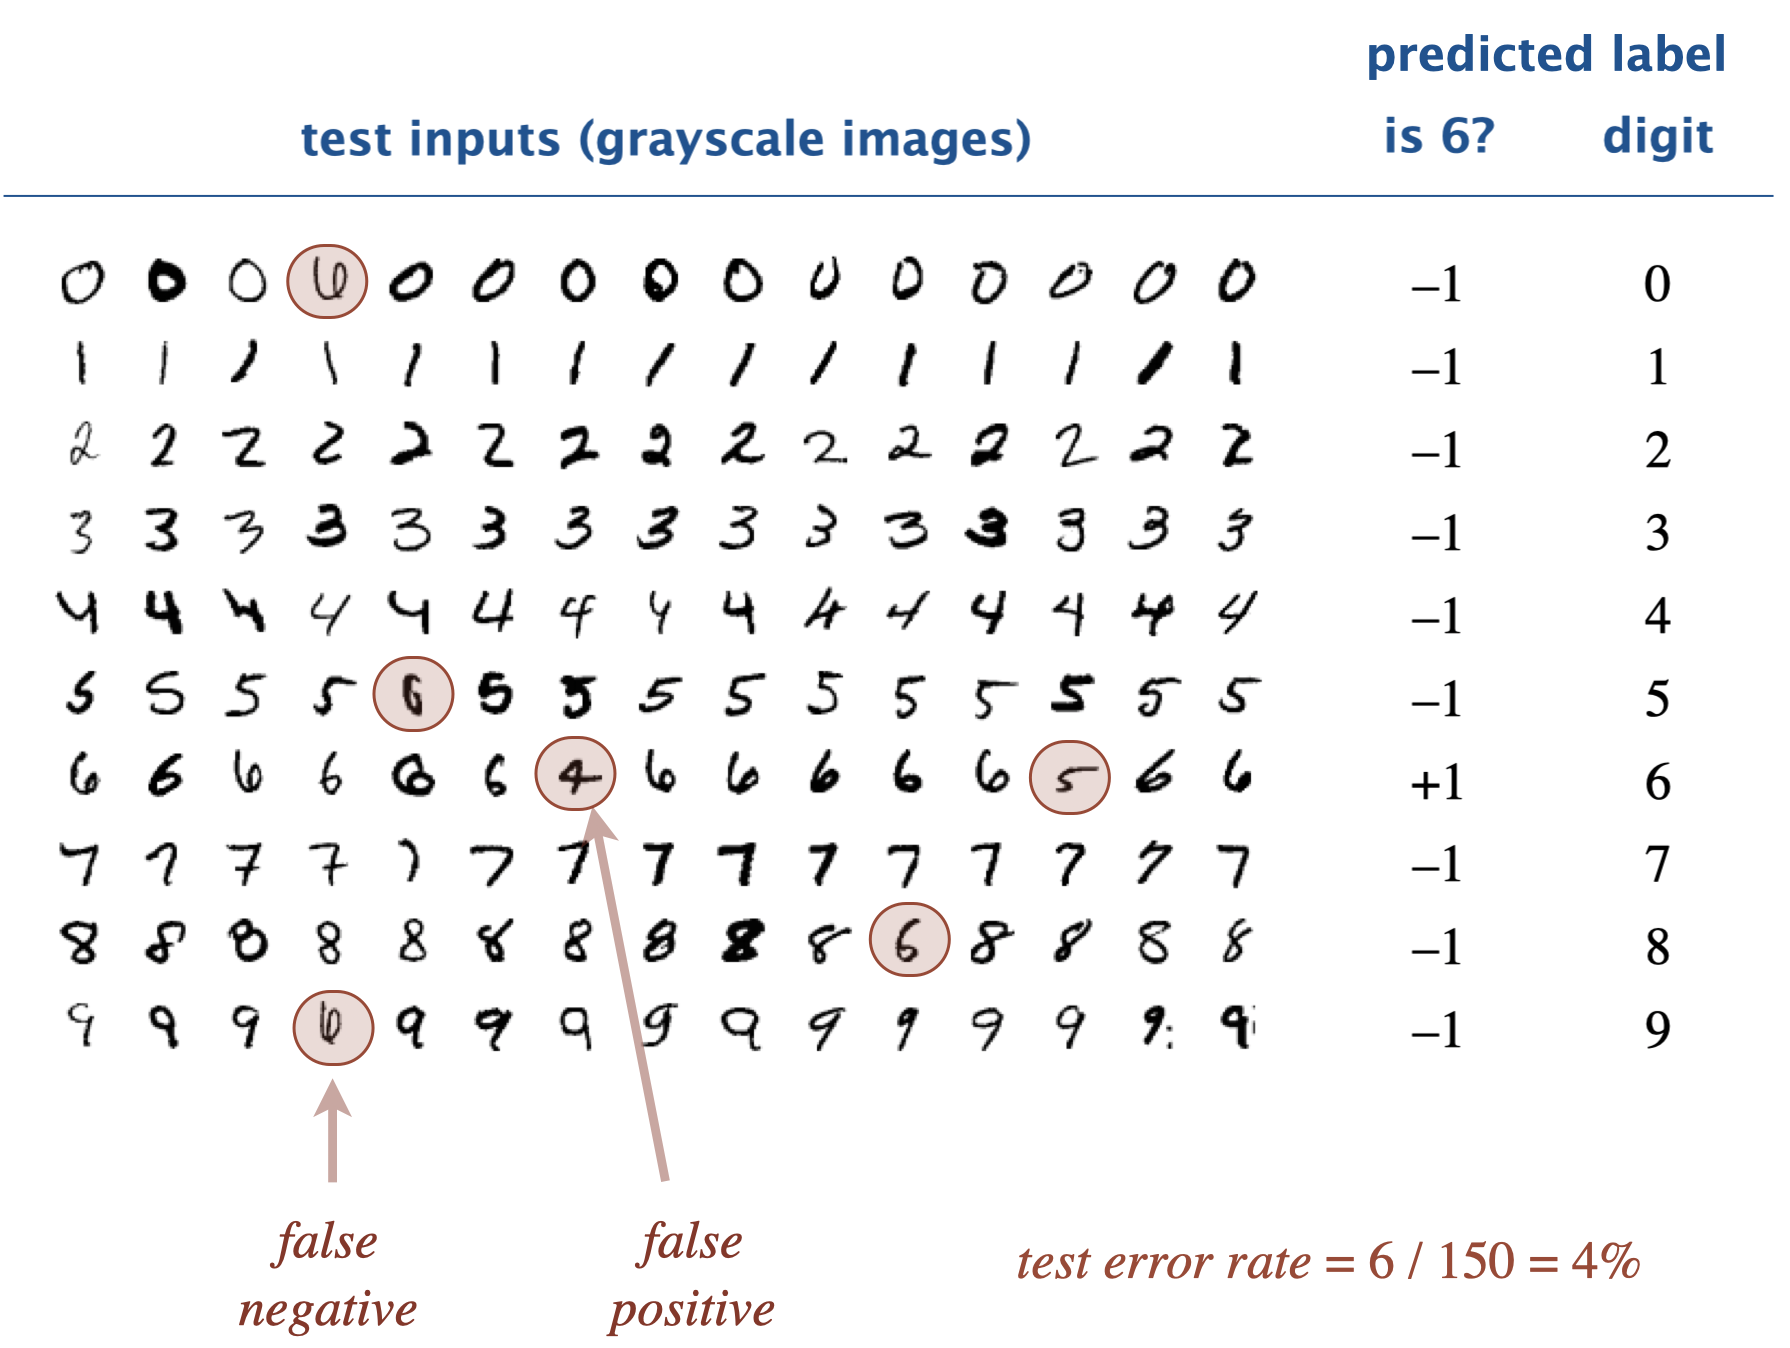 predicted label
test inputs (grayscale images) is 6? digit
0 0 0 6 0 0 0 0 0 0 0 0 0 0 0 –1 0
1 1 1 1 1 1 1 1 1 1 1 1 1 1 1 –1 1
2 2 2 2 2 2 2 2 2 2 2 2 2 2 2 –1 2
3 3 3 3 3 3 3 3 3 3 3 3 3 3 3 –1 3
4 4 4 4 4 4 4 4 4 4 4 4 4 4 4 –1 4
5 5 5 5 6 5 5 5 5 5 5 5 5 5 5 –1 5
6 6 6 6 6 6 4 6 6 6 6 6 5 6 6 +1 6
7 7 7 7 7 7 7 7 7 7 7 7 7 7 7 –1 7
8 8 8 8 8 8 8 8 8 8 6 8 8 8 8 –1 8
9 9 9 6 9 9 9 9 9 9 9 9 9 9 9 –1 9
false negative
false positive
test error rate = 6 / 150 = 4%